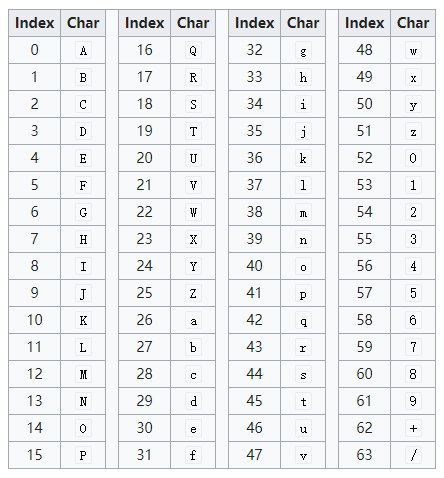 Index Char Index Char Index Char Index Char
0 A 16 Q 32 g 48 w
1 B 17 R 33 h 49 x
2 C 18 S 34 i 50 y
3 D 19 T 35 j 51 z
4 E 20 U 36 k 52 0
5 F 21 V 37 l 53 1
6 G 22 W 38 m 54 2
7 H 23 X 39 n 55 3
8 I 24 Y 40 o 56 4
9 J 25 Z 41 p 57 5
10 K 26 a 42 q 58 6
11 L 27 b 43 r 59 7
12 M 28 c 44 s 60 8
13 N 29 d 45 t 61 9
14 O 30 e 46 u 62 +
15 P 31 f 47 v 63 /